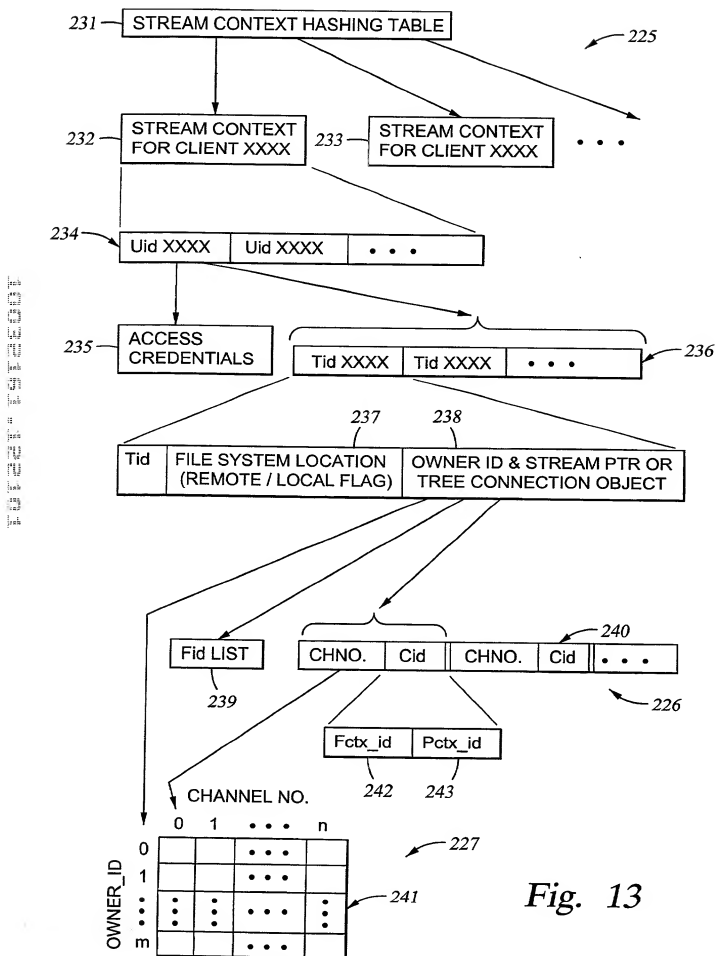 231
STREAM CONTEXT HASHING TABLE
225
232
STREAM CONTEXT
FOR CLIENT XXXX
233
STREAM CONTEXT
FOR CLIENT XXXX
• • •
234
Uid XXXX
Uid XXXX
• • •
235
ACCESS
CREDENTIALS
Tid XXXX
Tid XXXX
• • •
236
237
238
Tid
FILE SYSTEM LOCATION
(REMOTE / LOCAL FLAG)
OWNER ID & STREAM PTR OR
TREE CONNECTION OBJECT
Fid LIST
239
CHNO.
Cid
CHNO.
Cid
• • •
240
226
Fctx_id
Pctx_id
242
243
CHANNEL NO.
0 1 • • • n
227
OWNER_ID
0 • • •
1 • • •
• • • • • • • • • • • • • • •
m • • •
241
Fig. 13